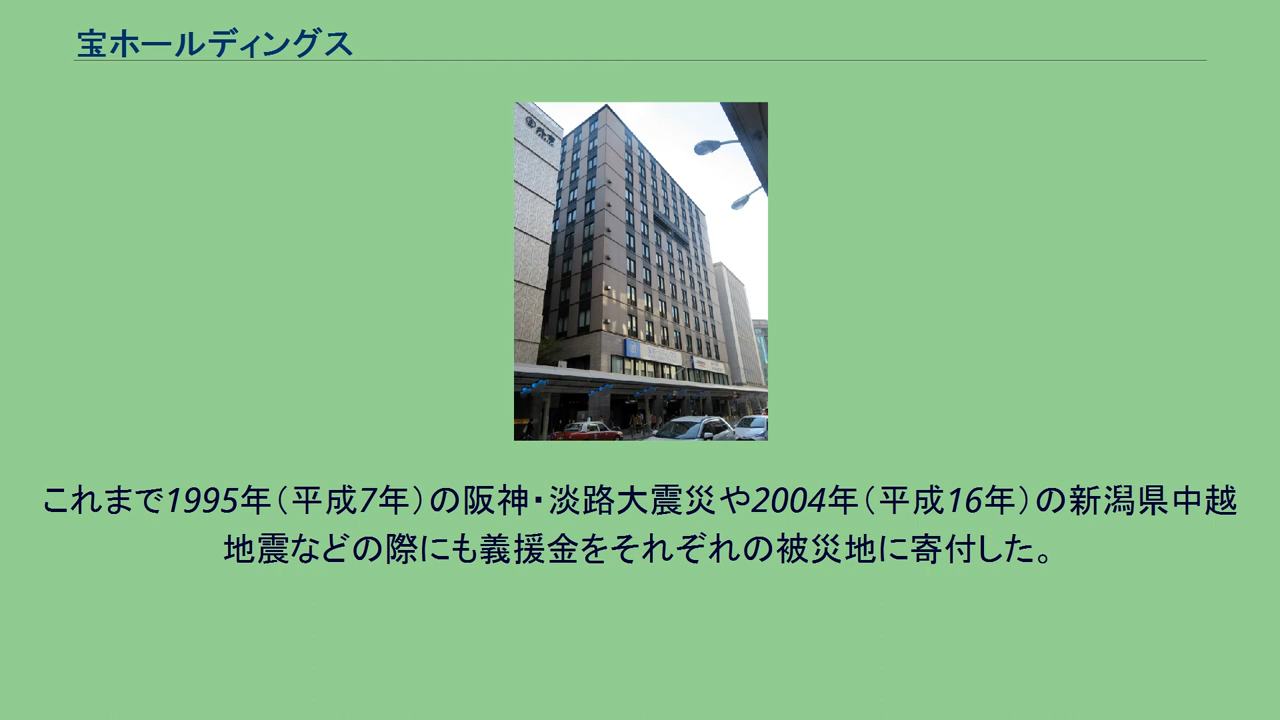 宝ホールディングス
これまで1995年（平成7年）の阪神・淡路大震災や2004年（平成16年）の新潟県中越
地震などの際にも義援金をそれぞれの被災地に寄付した。